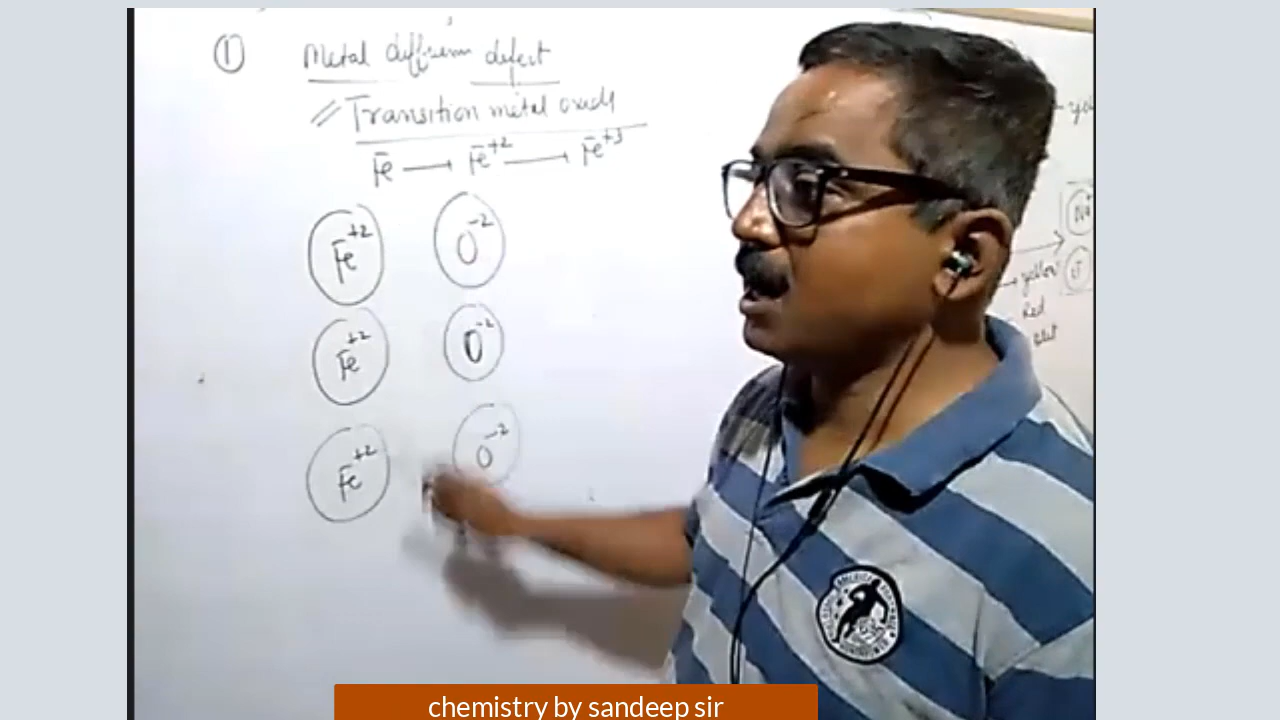 ① Metal defect
// Transition metal oxide
Fe → Fe+2 → Fe+3
Fe+2 O-2
Fe+2 O-2
Fe+2 O-2
yellow
Red
chemistry by sandeep sir